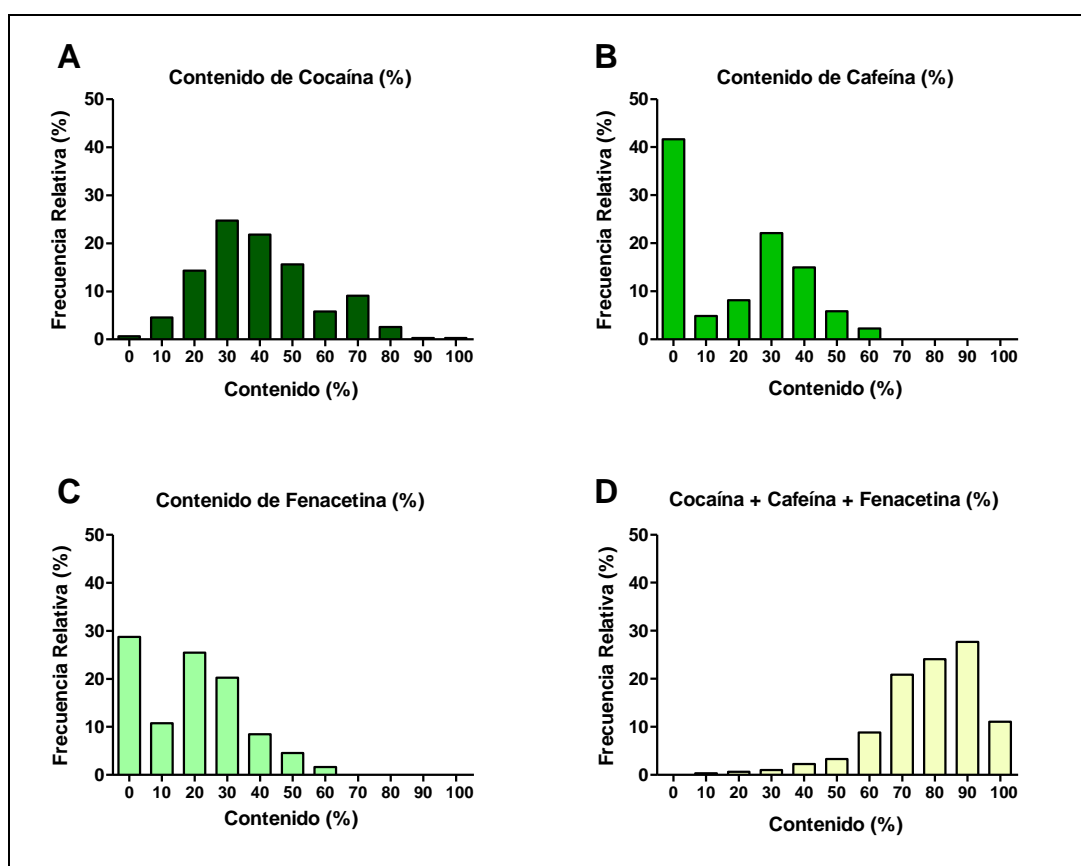 A
Contenido de Cocaína (%)
Frecuencia Relativa (%)
50
40
30
20
10
0
0 10 20 30 40 50 60 70 80 90 100
Contenido (%)
B
Contenido de Cafeína (%)
Frecuencia Relativa (%)
50
40
30
20
10
0
0 10 20 30 40 50 60 70 80 90 100
Contenido (%)
C
Contenido de Fenacetina (%)
Frecuencia Relativa (%)
50
40
30
20
10
0
0 10 20 30 40 50 60 70 80 90 100
Contenido (%)
D
Cocaína + Cafeína + Fenacetina (%)
Frecuencia Relativa (%)
50
40
30
20
10
0
0 10 20 30 40 50 60 70 80 90 100
Contenido (%)